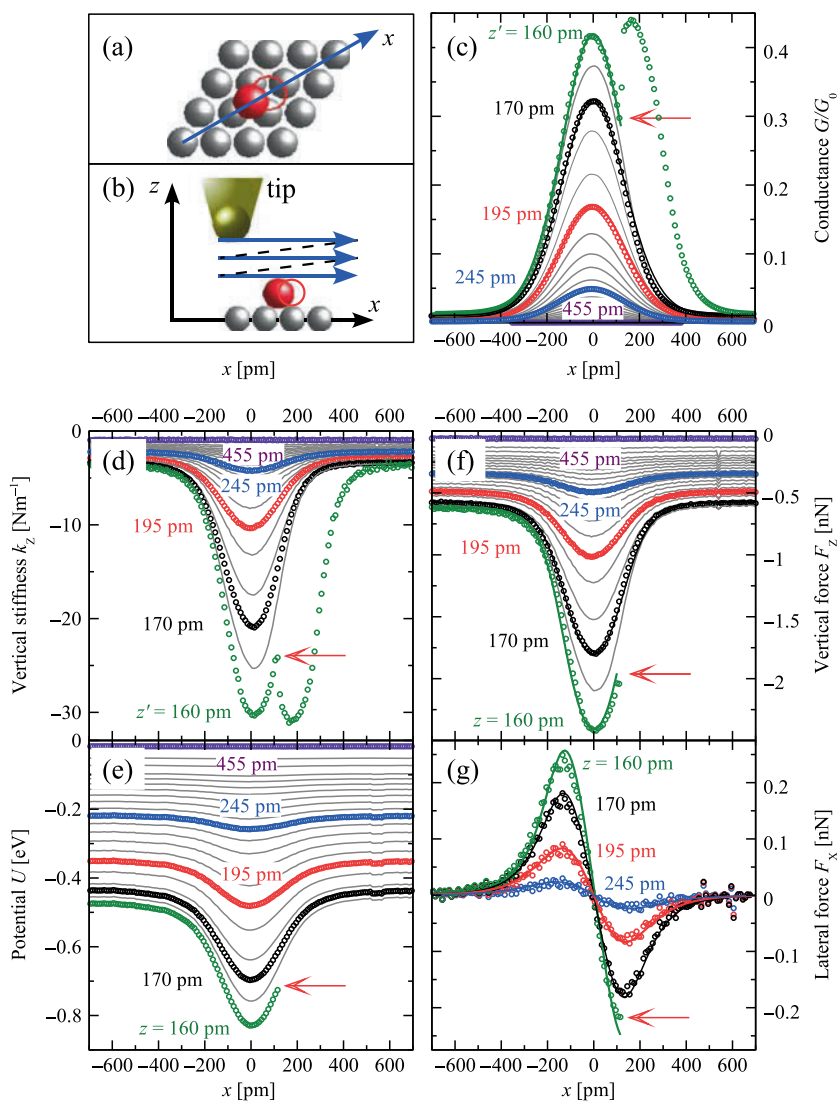 (a)
x
(b)
z
tip
x
(c)
z' = 160 pm
170 pm
195 pm
245 pm
455 pm
0.4
0.3
0.2
0.1
0
Conductance G/G0
−600 −400 −200 0 200 400 600
x [pm]
x [pm]
−600 −400 −200 0 200 400 600
(d)
455 pm
245 pm
195 pm
170 pm
z' = 160 pm
0
−10
−20
−30
Vertical stiffness kZ [Nm−1]
x [pm]
−600 −400 −200 0 200 400 600
(f)
455 pm
245 pm
195 pm
170 pm
z = 160 pm
0
−0.5
−1
−1.5
−2
Vertical force FZ [nN]
(e)
455 pm
245 pm
195 pm
170 pm
z = 160 pm
0
−0.2
−0.4
−0.6
−0.8
Potential U [eV]
−600 −400 −200 0 200 400 600
x [pm]
(g)
z = 160 pm
170 pm
195 pm
245 pm
0.2
0.1
0
−0.1
−0.2
Lateral force FX [nN]
−600 −400 −200 0 200 400 600
x [pm]